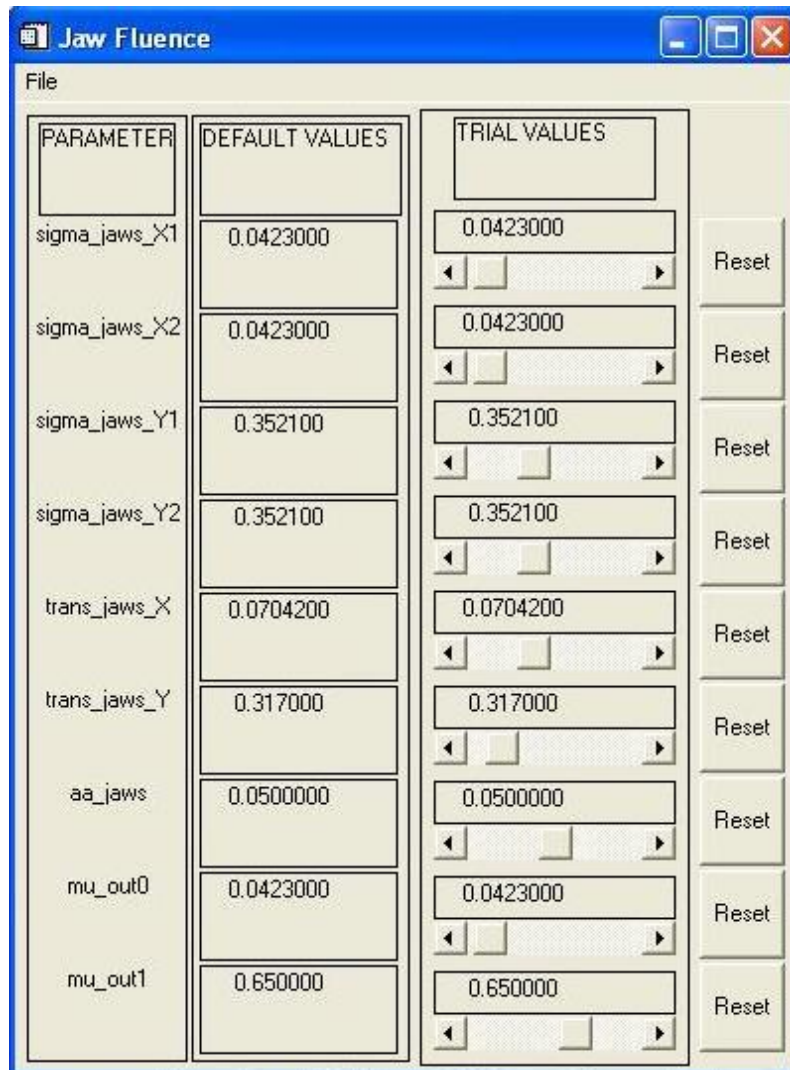 Jaw Fluence
File
PARAMETER DEFAULT VALUES TRIAL VALUES
sigma_jaws_X1 0.0423000 0.0423000 Reset
sigma_jaws_X2 0.0423000 0.0423000 Reset
sigma_jaws_Y1 0.352100 0.352100 Reset
sigma_jaws_Y2 0.352100 0.352100 Reset
trans_jaws_X 0.0704200 0.0704200 Reset
trans_jaws_Y 0.317000 0.317000 Reset
aa_jaws 0.0500000 0.0500000 Reset
mu_out0 0.0423000 0.0423000 Reset
mu_out1 0.650000 0.650000 Reset